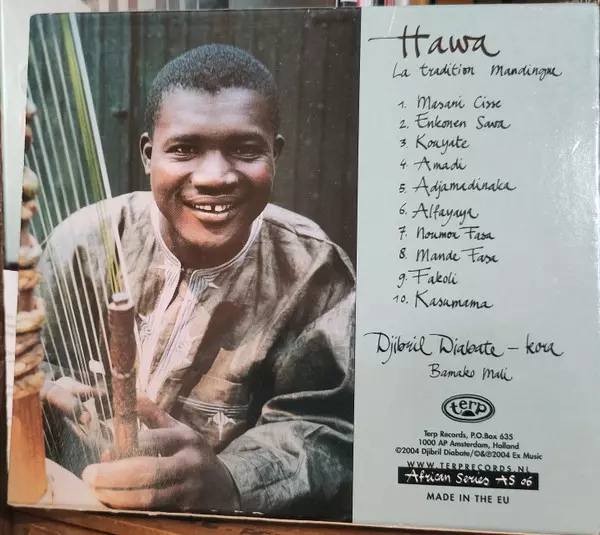 Hawa
La tradition Mandingue
1. Masani Cisse
2. Enkonen Sawa
3. Kouyate
4. Amadi
5. Adjamadinaka
6. Alfayaya
7. Noumou Fasa
8. Mande Fasa
9. Fakoli
10. Kasumama
Djibril Diabate – kora
Bamako Mali
terp
Terp Records, P.O.Box 635
1000 AP Amsterdam, Holland
©2004 Djibril Diabate/©&℗2004 Ex Music
WWW.TERPRECORDS.NL
African Series AS 06
MADE IN THE EU